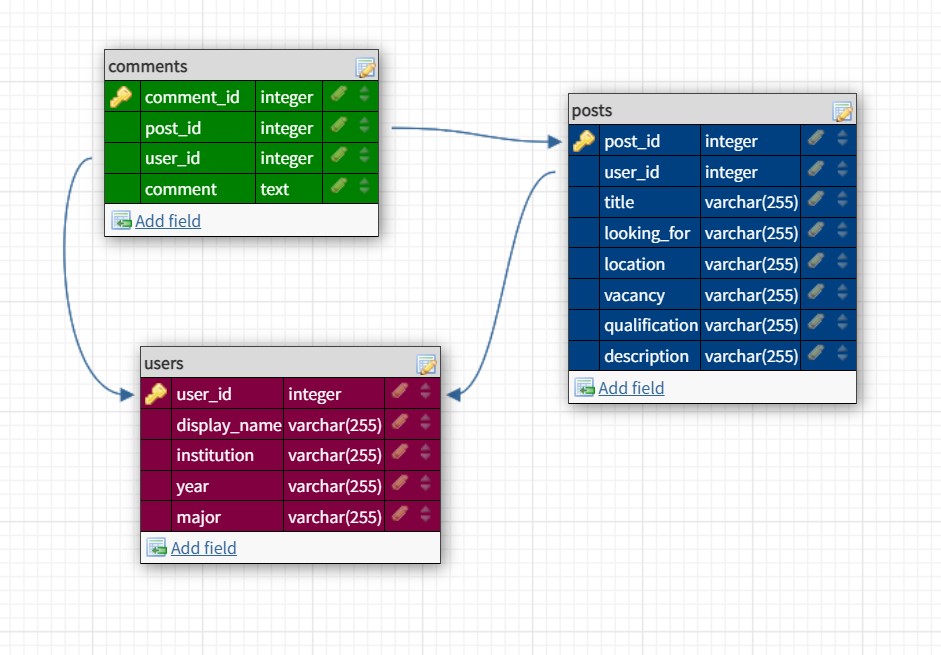 comments
comment_id integer
post_id integer
user_id integer
comment text
Add field
posts
post_id integer
user_id integer
title varchar(255)
looking_for varchar(255)
location varchar(255)
vacancy varchar(255)
qualification varchar(255)
description varchar(255)
Add field
users
user_id integer
display_name varchar(255)
institution varchar(255)
year varchar(255)
major varchar(255)
Add field